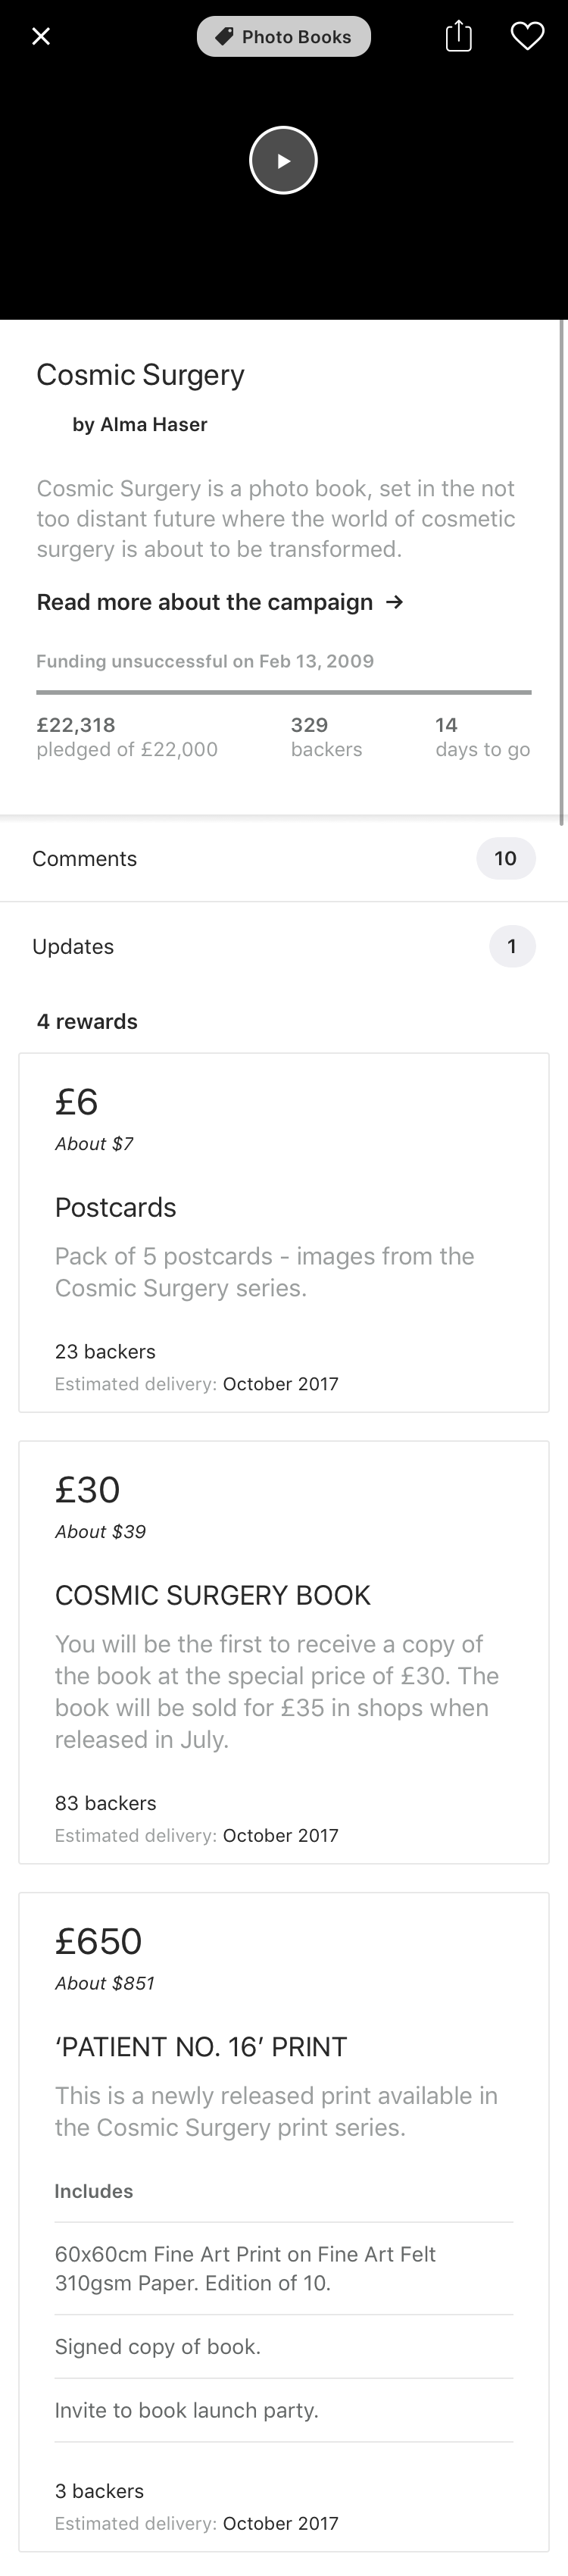 Photo Books
Cosmic Surgery
by Alma Haser
Cosmic Surgery is a photo book, set in the not
too distant future where the world of cosmetic
surgery is about to be transformed.
Read more about the campaign →
Funding unsuccessful on Feb 13, 2009
£22,318 329 14
pledged of £22,000 backers days to go
Comments 10
Updates 1
4 rewards
£6
About $7
Postcards
Pack of 5 postcards - images from the
Cosmic Surgery series.
23 backers
Estimated delivery: October 2017
£30
About $39
COSMIC SURGERY BOOK
You will be the first to receive a copy of
the book at the special price of £30. The
book will be sold for £35 in shops when
released in July.
83 backers
Estimated delivery: October 2017
£650
About $851
‘PATIENT NO. 16’ PRINT
This is a newly released print available in
the Cosmic Surgery print series.
Includes
60x60cm Fine Art Print on Fine Art Felt
310gsm Paper. Edition of 10.
Signed copy of book.
Invite to book launch party.
3 backers
Estimated delivery: October 2017